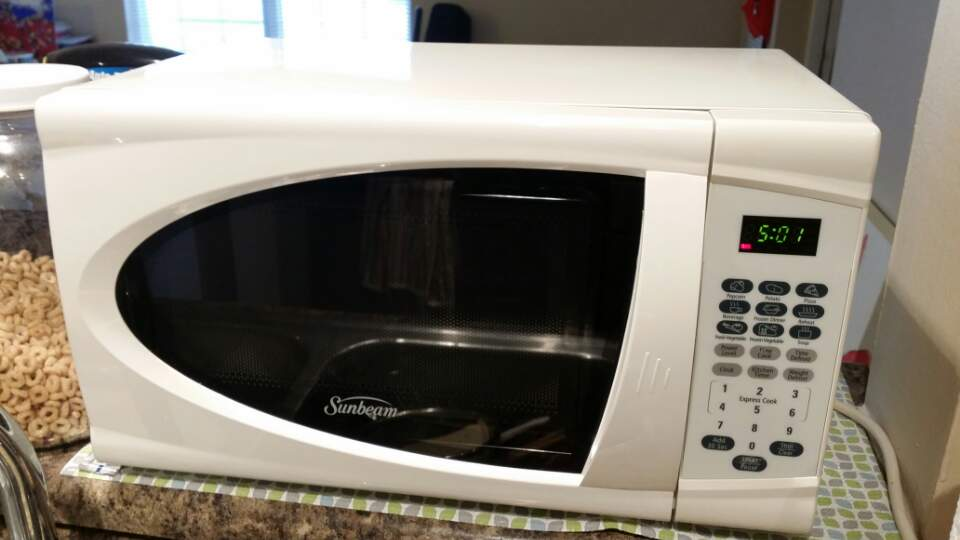 5:01
Popcorn Potato Pizza
Beverage Frozen Dinner Reheat
Fresh Vegetable Frozen Vegetable Soup
Power Level Time Cook Time Defrost
Clock Kitchen Timer Weight Defrost
1 2 3
Express Cook
4 5 6
7 8 9
Add 30 Sec 0 Stop/ Clear
Start/ Pause
Sunbeam